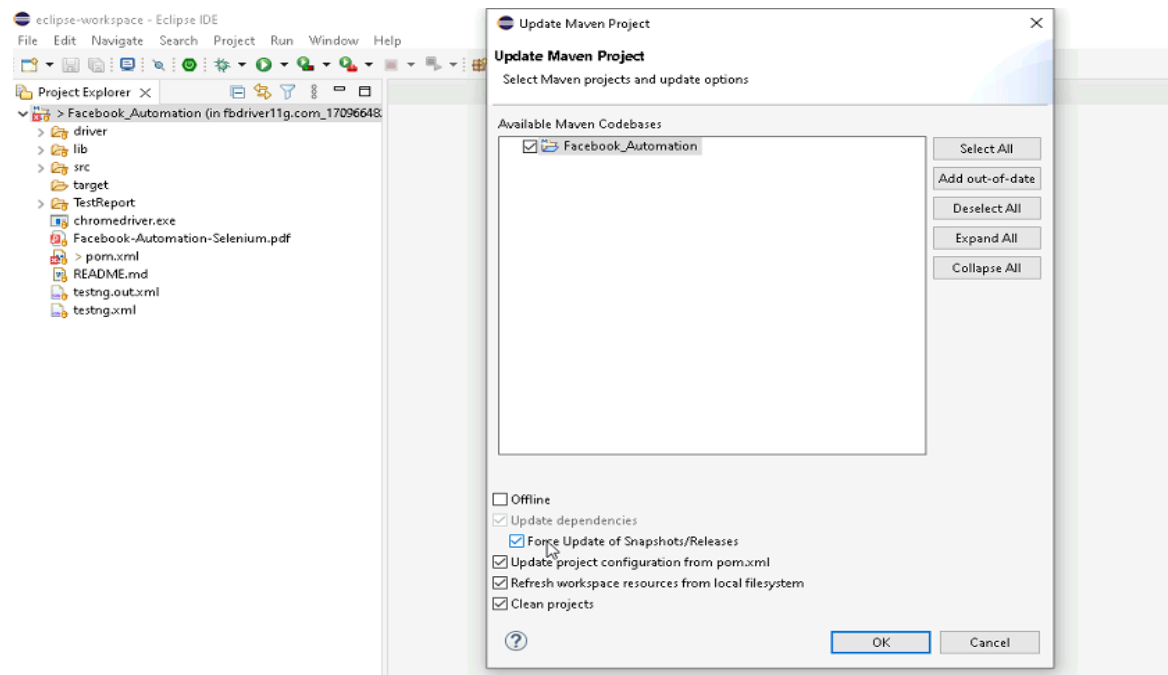 eclipse-workspace - Eclipse IDE
File Edit Navigate Search Project Run Window Help
Project Explorer
> Facebook_Automation (in fbdriver11g.com_17096648
driver
lib
src
target
TestReport
chromedriver.exe
Facebook-Automation-Selenium.pdf
> pom.xml
README.md
testng.out.xml
testng.xml
Update Maven Project
Update Maven Project
Select Maven projects and update options
Available Maven Codebases
Facebook_Automation
Select All
Add out-of-date
Deselect All
Expand All
Collapse All
Offline
Update dependencies
Force Update of Snapshots/Releases
Update project configuration from pom.xml
Refresh workspace resources from local filesystem
Clean projects
OK
Cancel